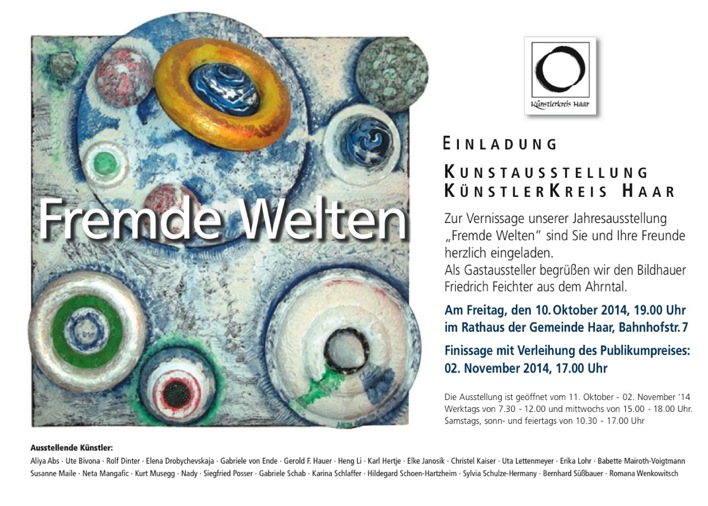 Künstlerkreis Haar
EINLADUNG
KUNSTAUSSTELLUNG
KÜNSTLERKREIS HAAR
Fremde Welten
Zur Vernissage unserer Jahresausstellung
„Fremde Welten" sind Sie und Ihre Freunde
herzlich eingeladen.
Als Gastaussteller begrüßen wir den Bildhauer
Friedrich Feichter aus dem Ahrntal.
Am Freitag, den 10. Oktober 2014, 19.00 Uhr
im Rathaus der Gemeinde Haar, Bahnhofstr. 7
Finissage mit Verleihung des Publikumpreises:
02. November 2014, 17.00 Uhr
Die Ausstellung ist geöffnet vom 11. Oktober - 02. November '14
Werktags von 7.30 - 12.00 und mittwochs von 15.00 - 18.00 Uhr.
Samstags, sonn- und feiertags von 10.30 - 17.00 Uhr
Ausstellende Künstler:
Aliya Abs · Ute Bivona · Rolf Dinter · Elena Drobychevskaja · Gabriele von Ende · Gerold F. Hauer · Heng Li · Karl Hertje · Elke Janosik · Christel Kaiser · Uta Lettenmeyer · Erika Lohr · Babette Mairoth-Voigtmann
Susanne Maile · Neta Mangafic · Kurt Musegg · Nady · Siegfried Posser · Gabriele Schab · Karina Schlaffer · Hildegard Schoen-Hartzheim · Sylvia Schulze-Hermany · Bernhard Süßbauer · Romana Wenkowitsch